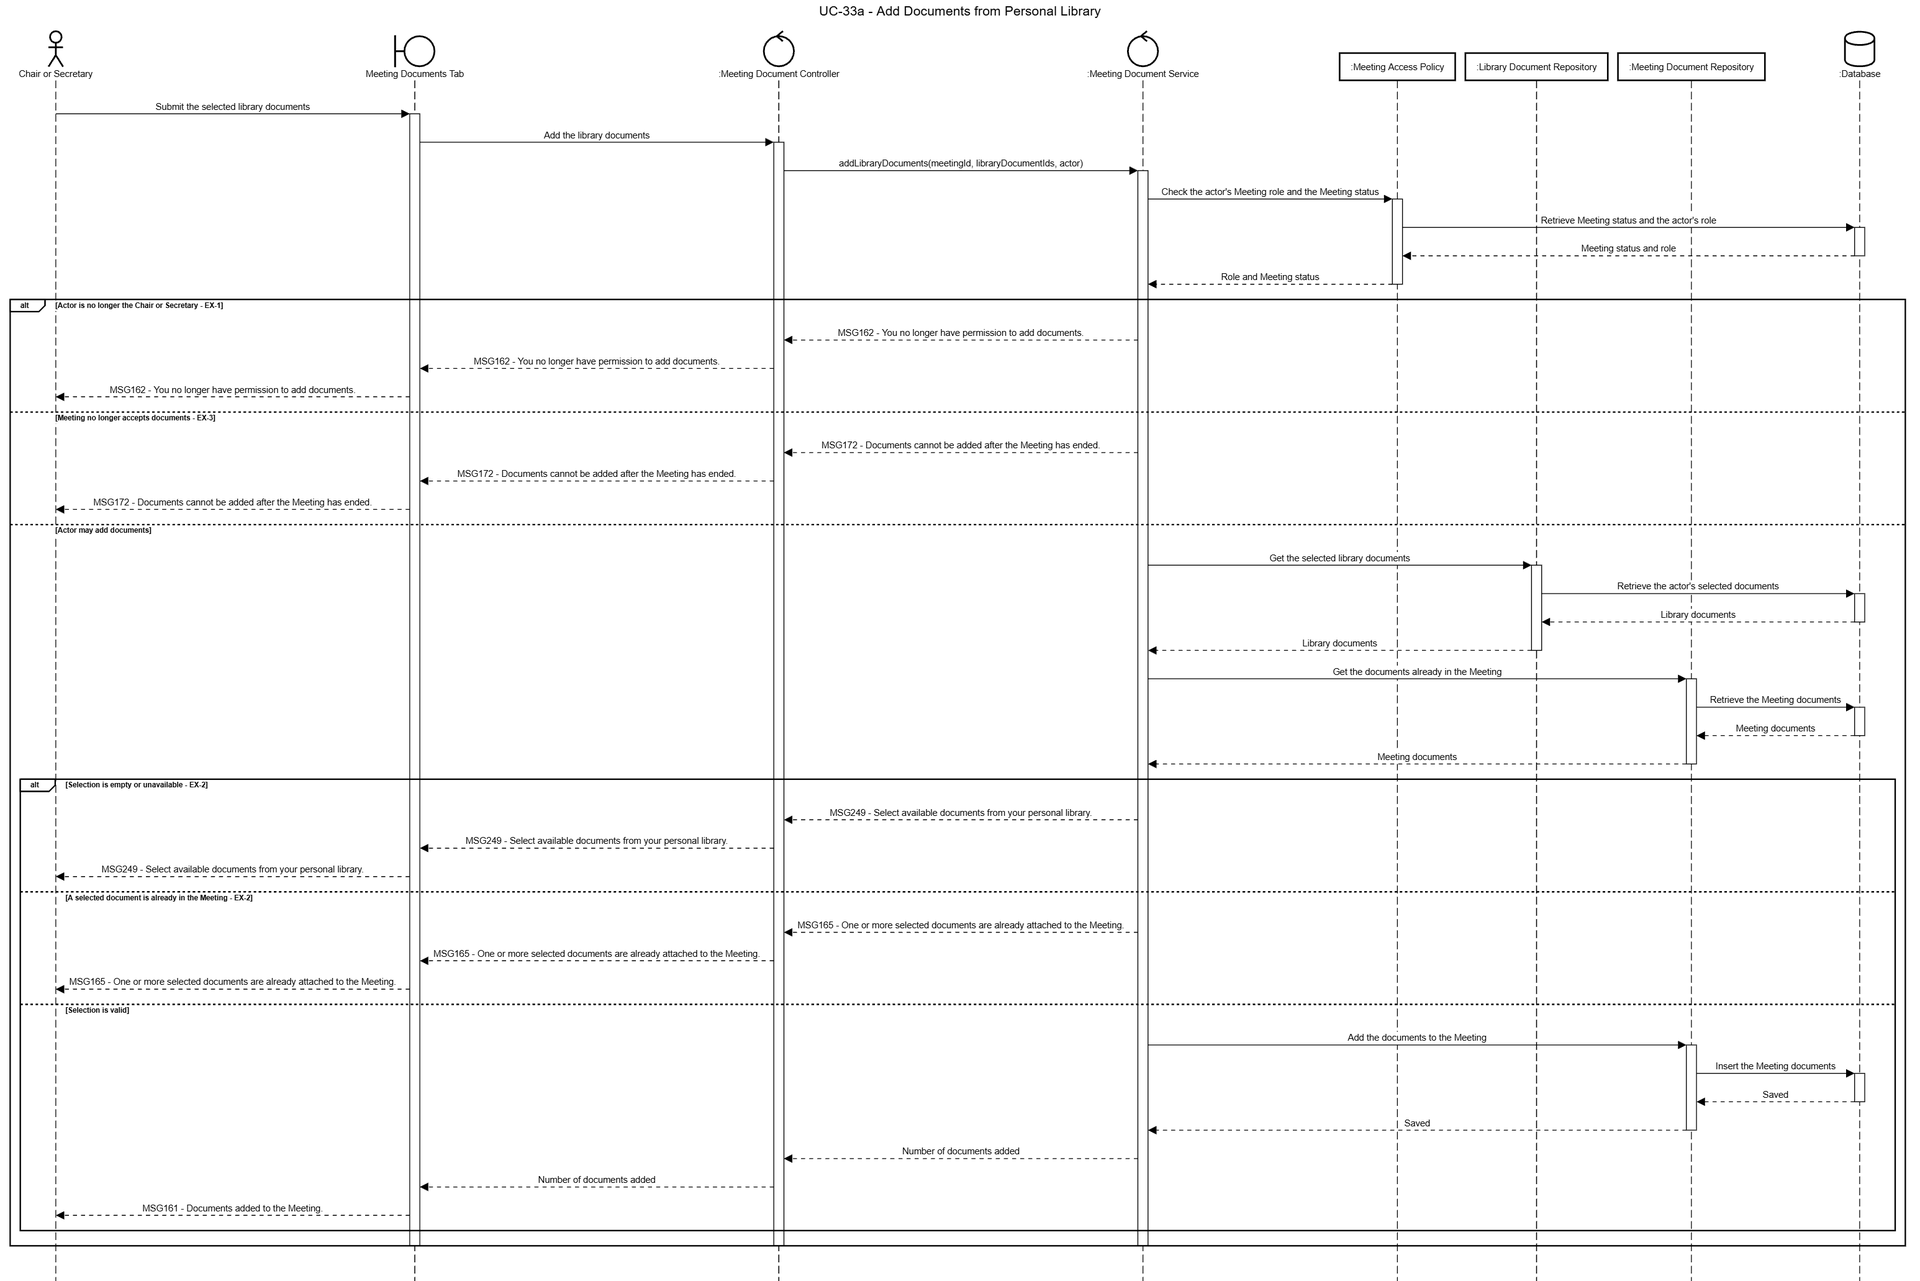 UC-33a - Add Documents from Personal Library
Chair or Secretary
Meeting Documents Tab
:Meeting Document Controller
:Meeting Document Service
:Meeting Access Policy
:Library Document Repository
:Meeting Document Repository
:Database
Submit the selected library documents
Add the library documents
addLibraryDocuments(meetingId, libraryDocumentIds, actor)
Check the actor's Meeting role and the Meeting status
Retrieve Meeting status and the actor's role
Meeting status and role
Role and Meeting status
alt
[Actor is no longer the Chair or Secretary - EX-1]
MSG162 - You no longer have permission to add documents.
MSG162 - You no longer have permission to add documents.
MSG162 - You no longer have permission to add documents.
[Meeting no longer accepts documents - EX-3]
MSG172 - Documents cannot be added after the Meeting has ended.
MSG172 - Documents cannot be added after the Meeting has ended.
MSG172 - Documents cannot be added after the Meeting has ended.
[Actor may add documents]
Get the selected library documents
Retrieve the actor's selected documents
Library documents
Library documents
Get the documents already in the Meeting
Retrieve the Meeting documents
Meeting documents
Meeting documents
alt
[Selection is empty or unavailable - EX-2]
MSG249 - Select available documents from your personal library.
MSG249 - Select available documents from your personal library.
MSG249 - Select available documents from your personal library.
[A selected document is already in the Meeting - EX-2]
MSG165 - One or more selected documents are already attached to the Meeting.
MSG165 - One or more selected documents are already attached to the Meeting.
MSG165 - One or more selected documents are already attached to the Meeting.
[Selection is valid]
Add the documents to the Meeting
Insert the Meeting documents
Saved
Saved
Number of documents added
Number of documents added
MSG161 - Documents added to the Meeting.